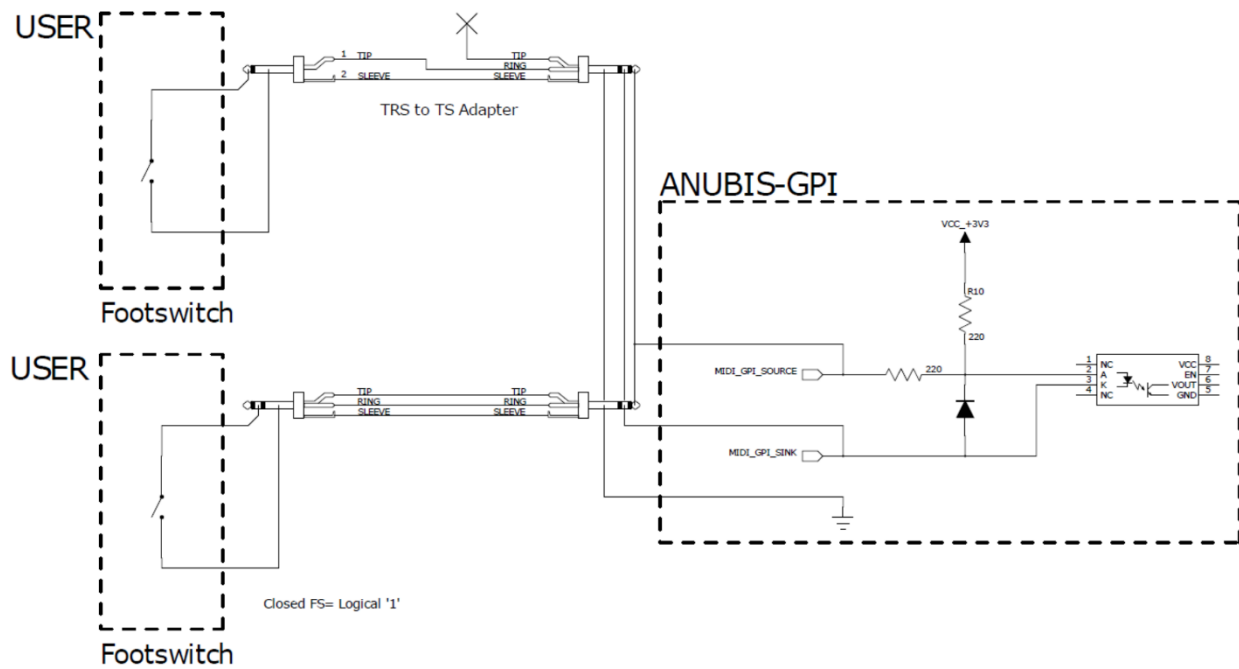 USER
1 TIP
2 SLEEVE
TIP
RING
SLEEVE
TRS to TS Adapter
Footswitch
ANUBIS-GPI
VCC_+3V3
R10
220
MIDI_GPI_SOURCE
220
1 NC
2 A
3 K
4 NC
VCC 8
EN 7
VOUT 6
GND 5
MIDI_GPI_SINK
USER
TIP
RING
SLEEVE
TIP
RING
SLEEVE
Closed FS= Logical '1'
Footswitch